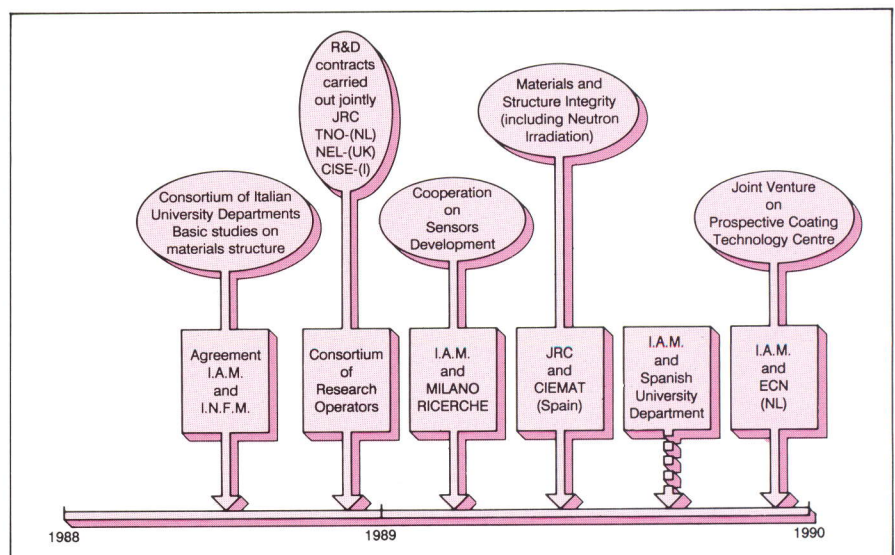 R&D
contracts
carried
out jointly
JRC
TNO-(NL)
NEL-(UK)
CISE-(I)
Materials and
Structure Integrity
(including Neutron
Irradiation)
Consortium of Italian
University Departments
Basic studies on
materials structure
Cooperation
on
Sensors
Development
Joint Venture
on
Prospective Coating
Technology Centre
Agreement
I.A.M.
and
I.N.F.M.
Consortium
of
Research
Operators
I.A.M.
and
MILANO
RICERCHE
JRC
and
CIEMAT
(Spain)
I.A.M.
and
Spanish
University
Department
I.A.M.
and
ECN
(NL)
1988
1989
1990